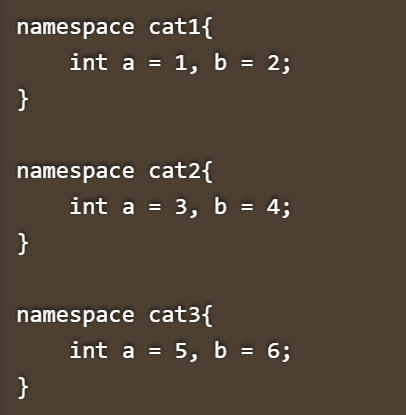 namespace cat1{
    int a = 1, b = 2;
}

namespace cat2{
    int a = 3, b = 4;
}

namespace cat3{
    int a = 5, b = 6;
}